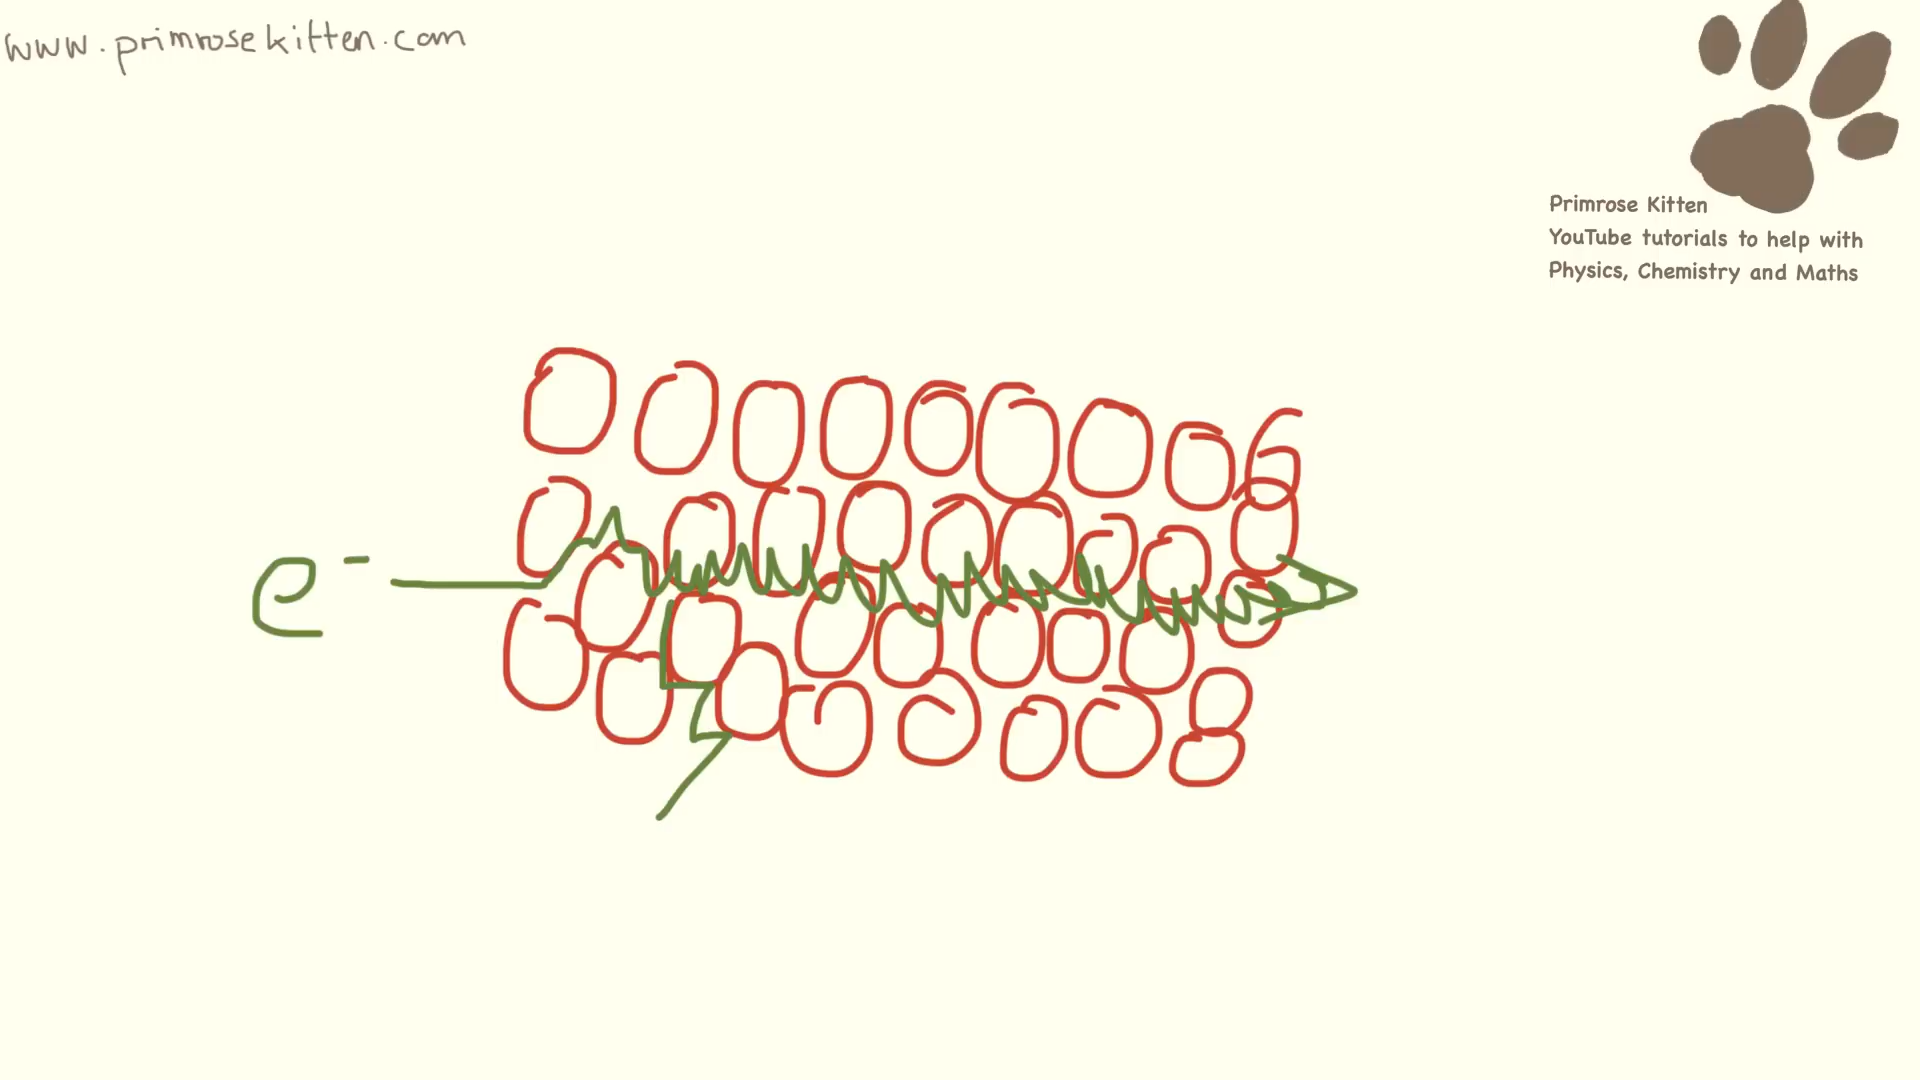 www.primrosekitten.com
Primrose Kitten
YouTube tutorials to help with
Physics, Chemistry and Maths
e⁻